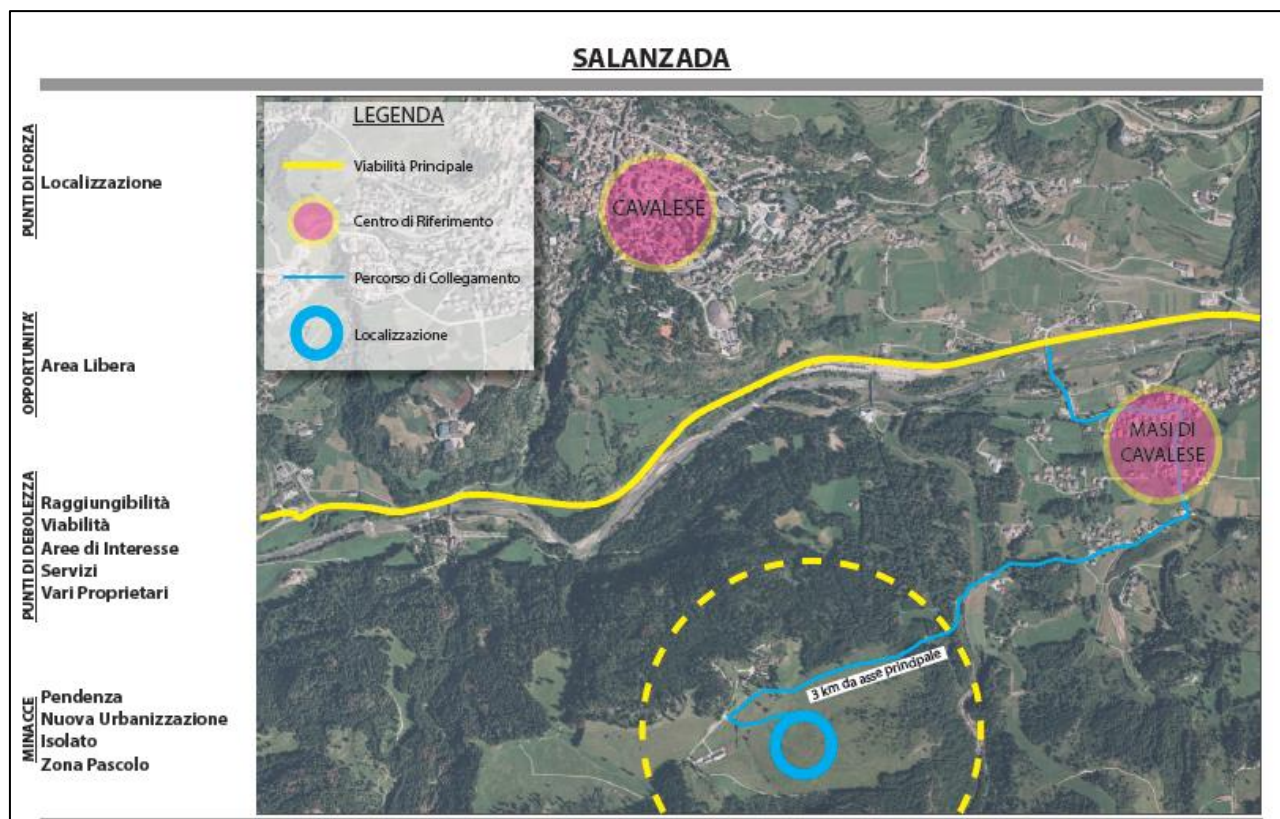 SALANZADA
PUNTI DI FORZA
Localizzazione
OPPORTUNITA'
Area Libera
PUNTI DI DEBOLEZZA
Raggiungibilità
Viabilità
Aree di Interesse
Servizi
Vari Proprietari
MINACCE
Pendenza
Nuova Urbanizzazione
Isolato
Zona Pascolo
LEGENDA
Viabilità Principale
Centro di Riferimento
Percorso di Collegamento
Localizzazione
CAVALESE
MASI DI
CAVALESE
3 km da asse principale